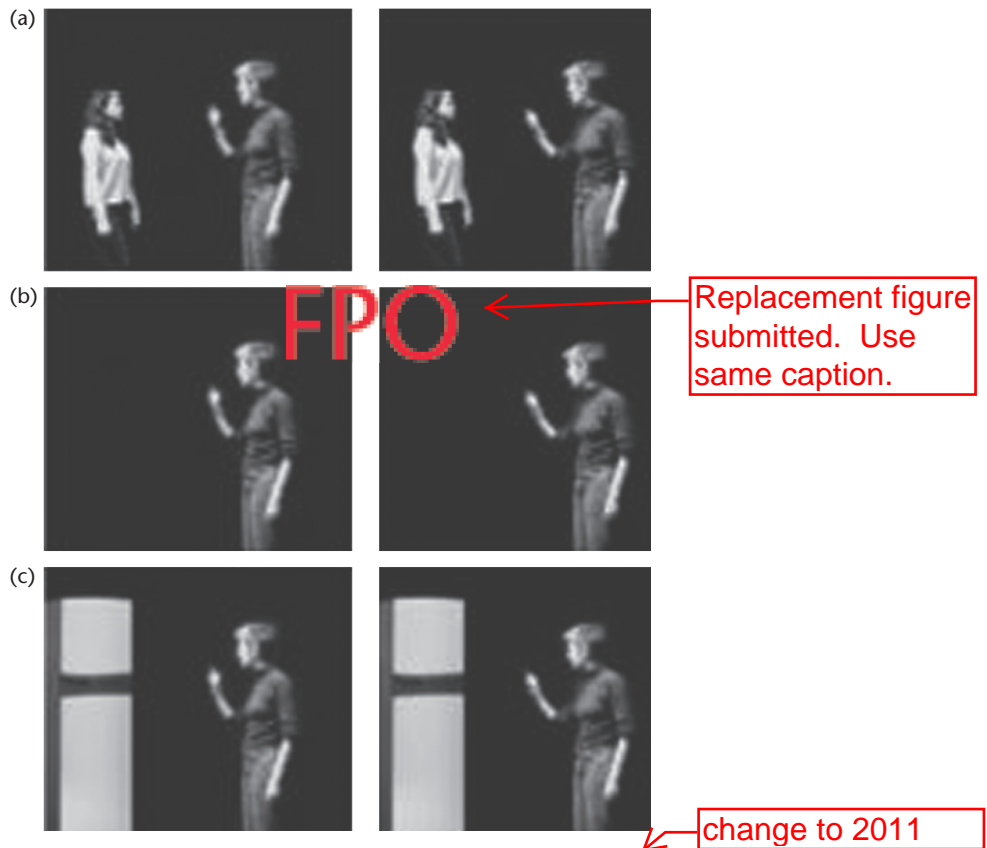 (a)
(b)
FPO
Replacement figure
submitted. Use
same caption.
(c)
change to 2011